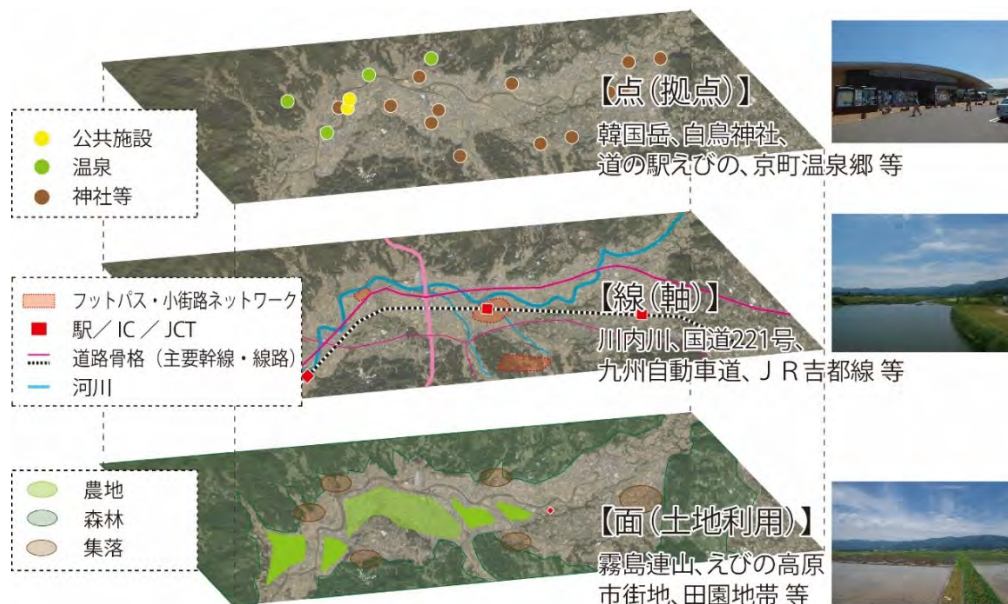 公共施設
温泉
神社等
【点(拠点)】
韓国岳、白鳥神社、
道の駅えびの、京町温泉郷 等
フットパス・小街路ネットワーク
駅／IC／JCT
道路骨格（主要幹線・線路）
河川
【線(軸)】
川内川、国道221号、
九州自動車道、ＪＲ吉都線 等
農地
森林
集落
【面(土地利用)】
霧島連山、えびの高原
市街地、田園地帯 等